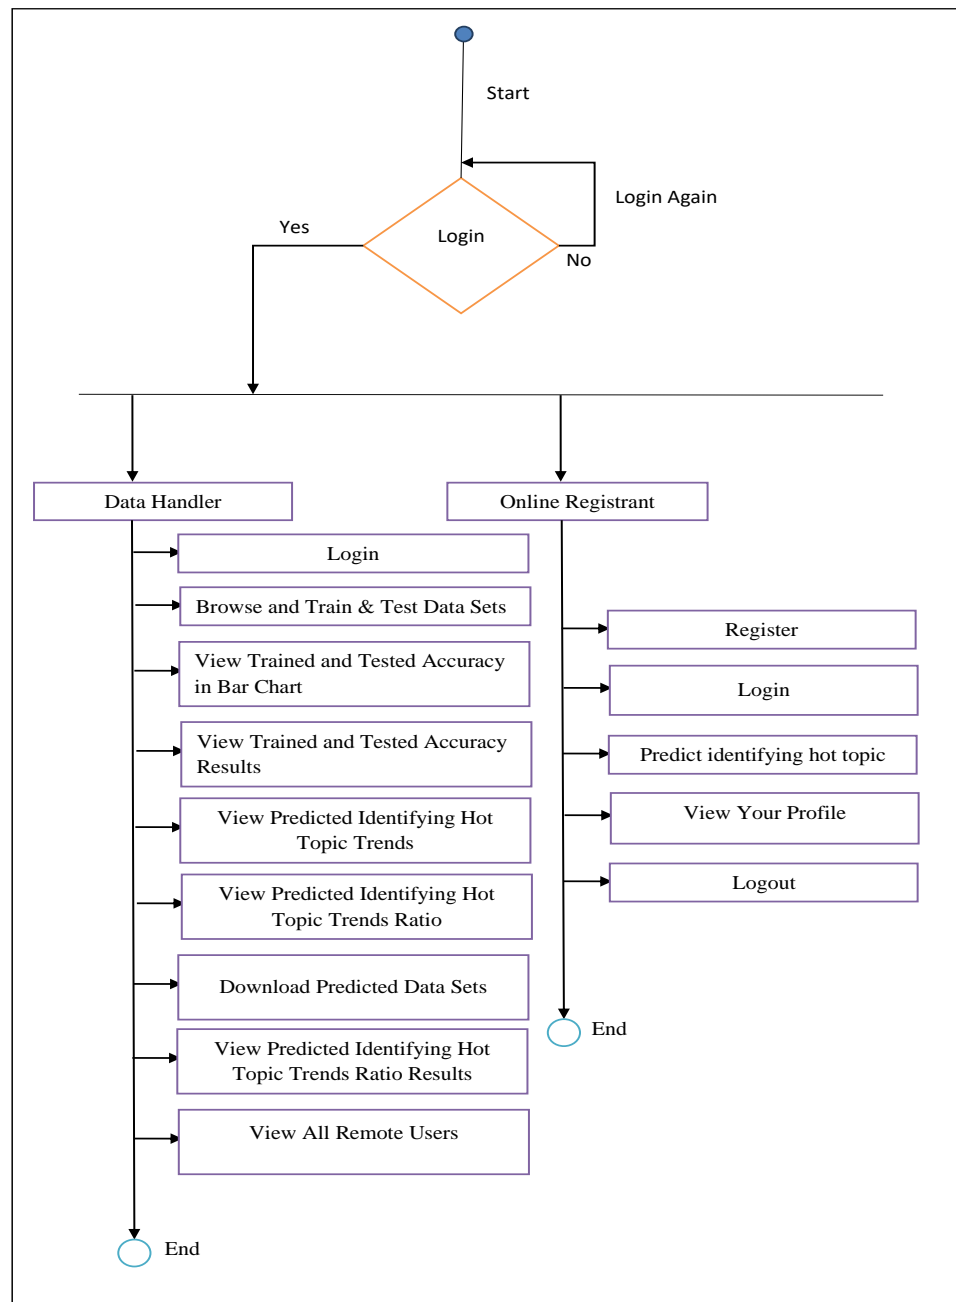 Start
Login Again
Yes
Login
No
Data Handler
Login
Browse and Train & Test Data Sets
View Trained and Tested Accuracy
in Bar Chart
View Trained and Tested Accuracy
Results
View Predicted Identifying Hot
Topic Trends
View Predicted Identifying Hot
Topic Trends Ratio
Download Predicted Data Sets
View Predicted Identifying Hot
Topic Trends Ratio Results
View All Remote Users
End
Online Registrant
Register
Login
Predict identifying hot topic
View Your Profile
Logout
End